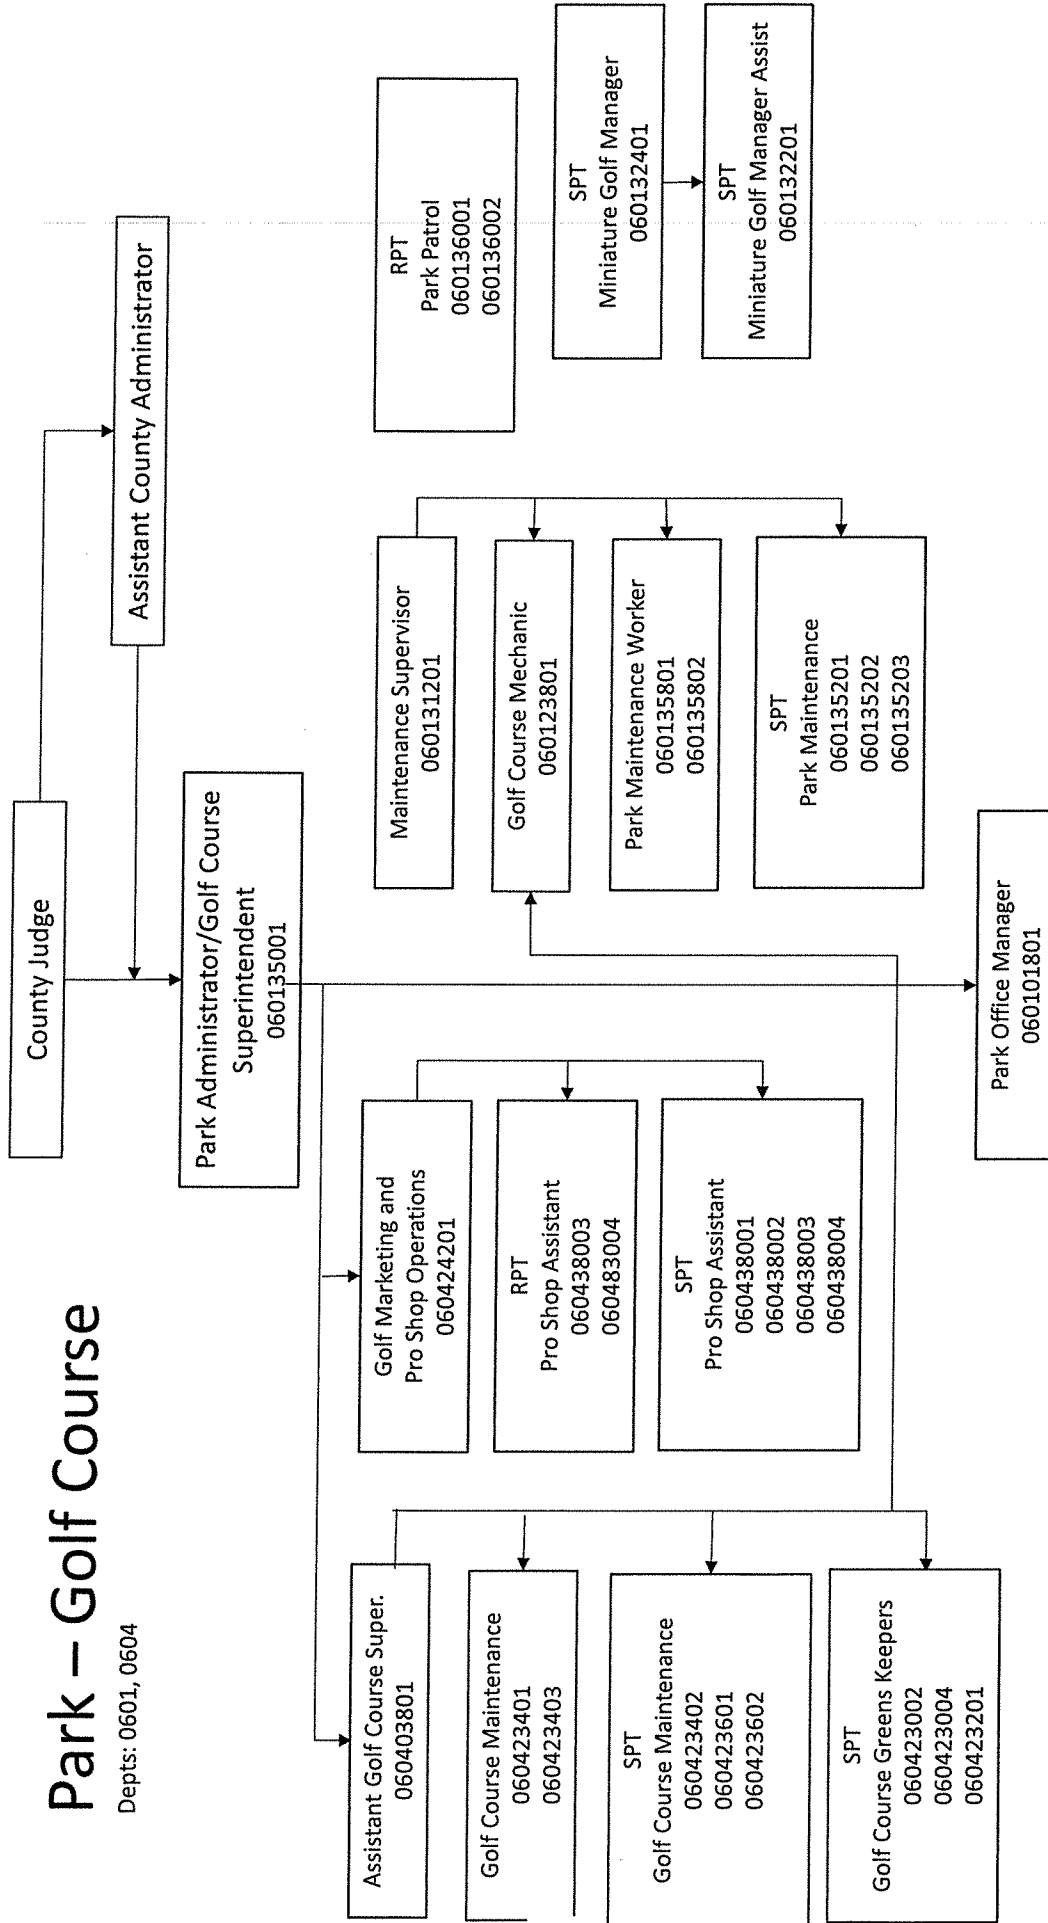 Park – Golf Course
Depts: 0601, 0604
County Judge
Assistant County Administrator
Park Administrator/Golf Course
Superintendent
060135001
Assistant Golf Course Super.
060403801
Golf Course Maintenance
060423401
060423403
SPT
Golf Course Maintenance
060423402
060423601
060423602
SPT
Golf Course Greens Keepers
060423002
060423004
060423201
Golf Marketing and
Pro Shop Operations
060424201
RPT
Pro Shop Assistant
060438003
060483004
SPT
Pro Shop Assistant
060438001
060438002
060438003
060438004
Maintenance Supervisor
060131201
Golf Course Mechanic
060123801
Park Maintenance Worker
060135801
060135802
SPT
Park Maintenance
060135201
060135202
060135203
RPT
Park Patrol
060136001
060136002
SPT
Miniature Golf Manager
060132401
SPT
Miniature Golf Manager Assist
060132201
Park Office Manager
060101801